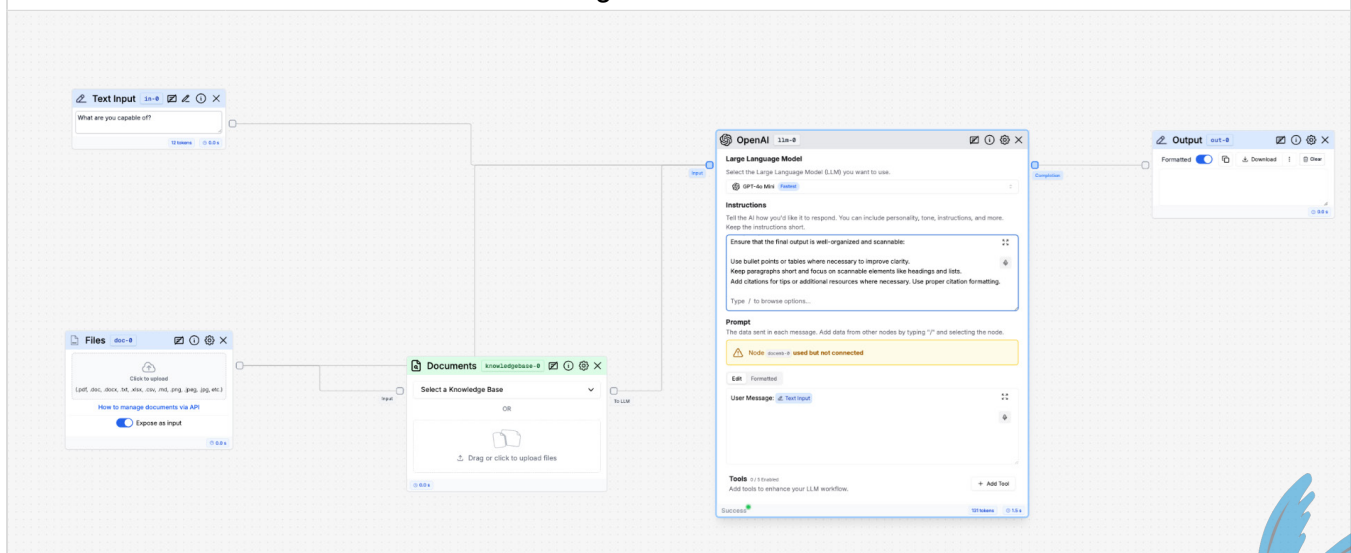 Text Input in-0
What are you capable of?
12 tokens 0.0 s
Files doc-0
Click to upload
(.pdf, .doc, .docx, .txt, .xlsx, .csv, .md, .png, .jpeg, .jpg, etc.)
How to manage documents via API
Expose as input
0.0 s
Documents knowledgebase-0
Input
Select a Knowledge Base
To LLM
OR
Drag or click to upload files
0.0 s
OpenAI llm-0
Input
Completion
Large Language Model
Select the Large Language Model (LLM) you want to use.
GPT-4o Mini Fastest
Instructions
Tell the AI how you'd like it to respond. You can include personality, tone, instructions, and more.
Keep the instructions short.
Ensure that the final output is well-organized and scannable:
Use bullet points or tables where necessary to improve clarity.
Keep paragraphs short and focus on scannable elements like headings and lists.
Add citations for tips or additional resources where necessary. Use proper citation formatting.
Type / to browse options...
Prompt
The data sent in each message. Add data from other nodes by typing "/" and selecting the node.
Node used but not connected
Edit Formatted
User Message: Text Input
Tools 0 / 5 Enabled
Add tools to enhance your LLM workflow.
+ Add Tool
Success
131 tokens 1.5 s
Output out-0
Formatted Download Clear
0.0 s